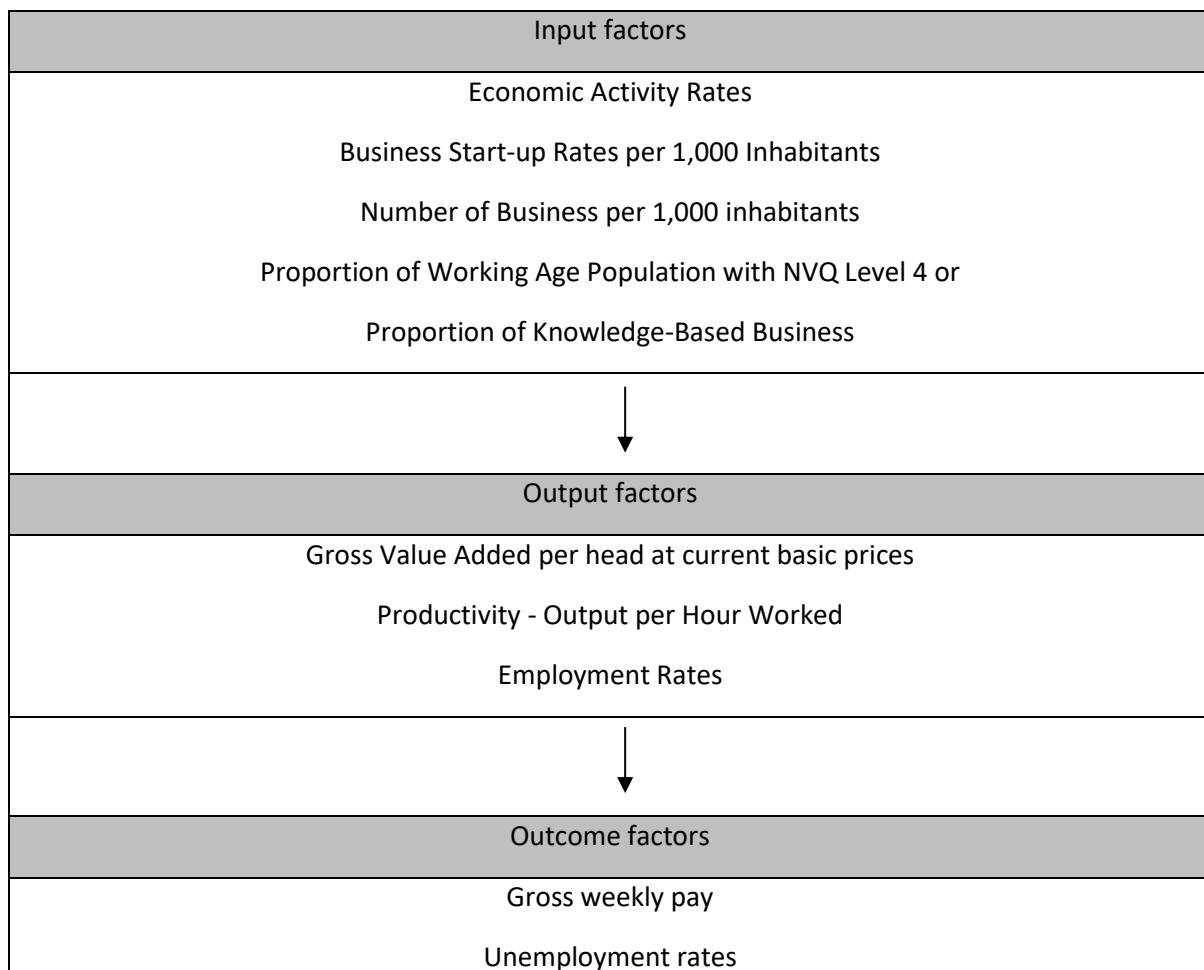 Input factors
Economic Activity Rates
Business Start-up Rates per 1,000 Inhabitants
Number of Business per 1,000 inhabitants
Proportion of Working Age Population with NVQ Level 4 or
Proportion of Knowledge-Based Business
Output factors
Gross Value Added per head at current basic prices
Productivity - Output per Hour Worked
Employment Rates
Outcome factors
Gross weekly pay
Unemployment rates